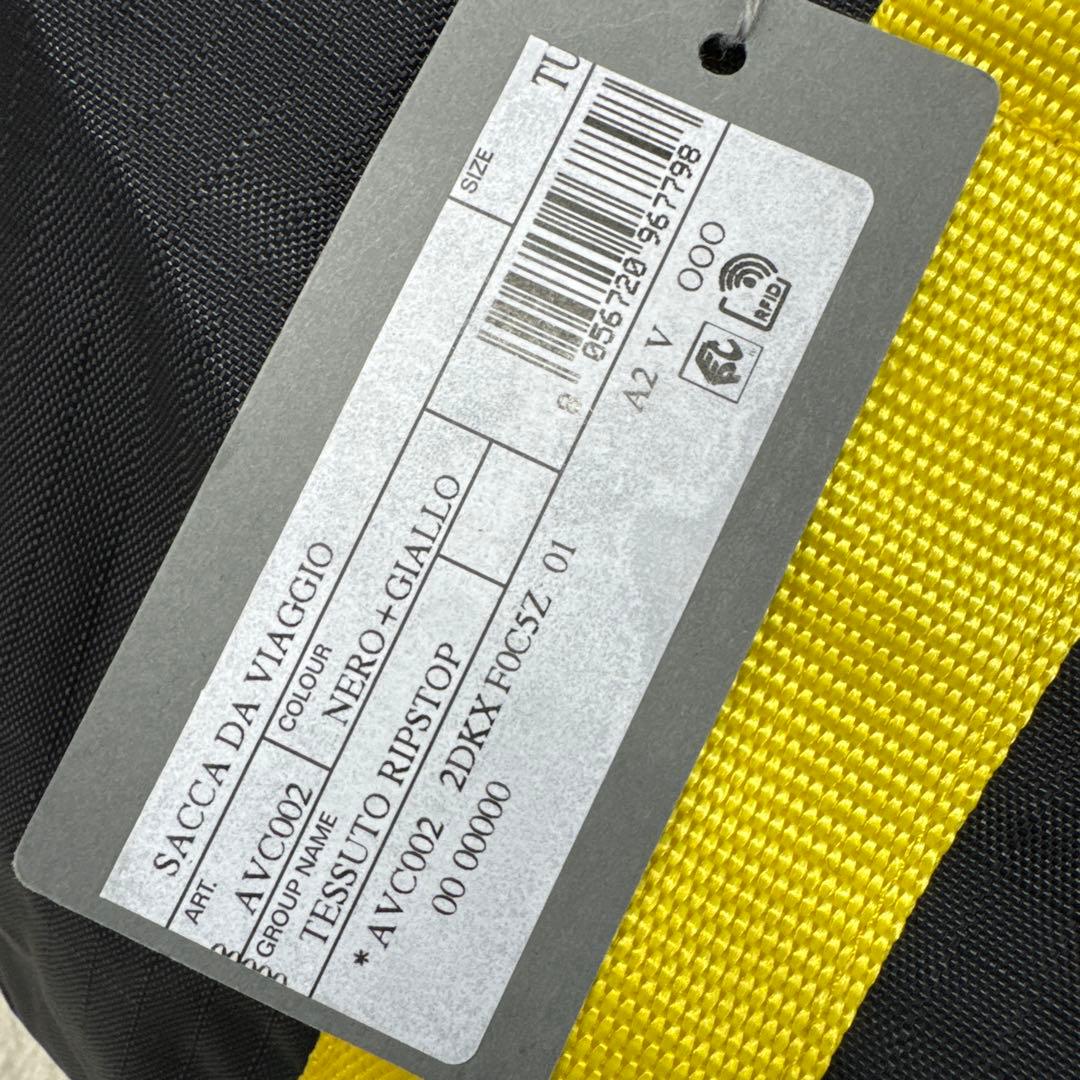 SACCA DA VIAGGIO
ART.
AVC002
COLOUR
NERO+GIALLO
SIZE
TU
GROUP NAME
TESSUTO RIPSTOP
8 056720 967798
* AVC002 2DKX F0C5Z 01
00 00000
A2 V 000
RFID